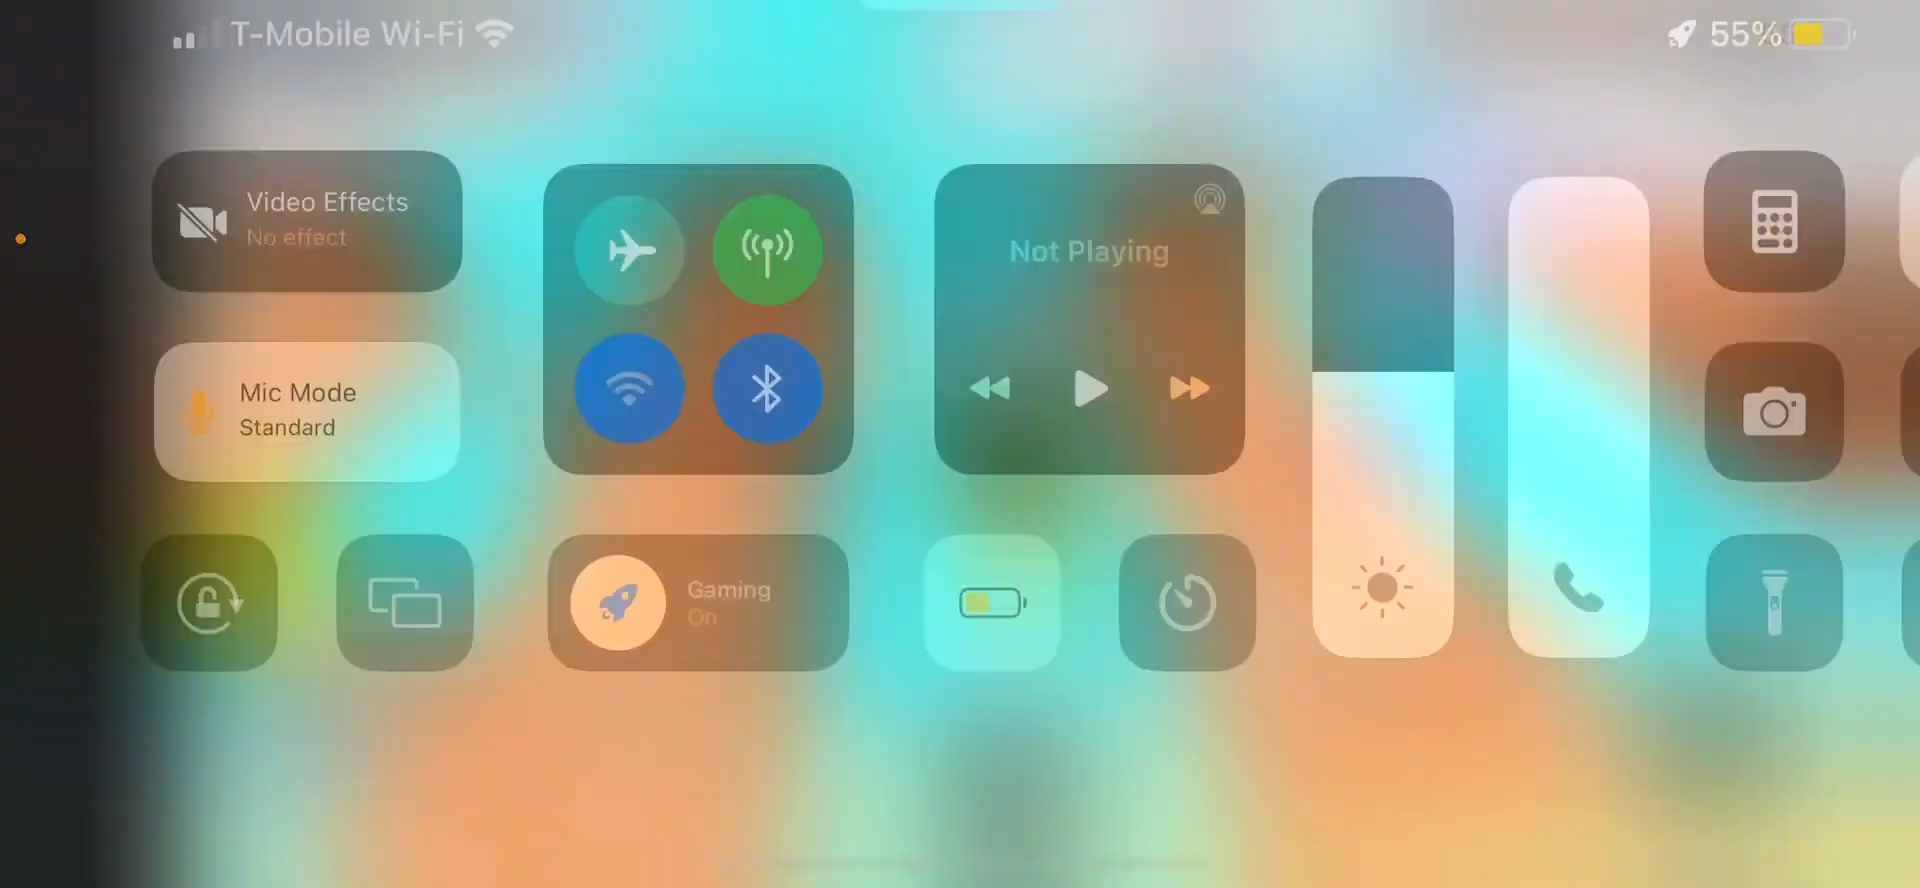 T-Mobile Wi-Fi
55%
Video Effects
No effect
Not Playing
Mic Mode
Standard
Gaming
On